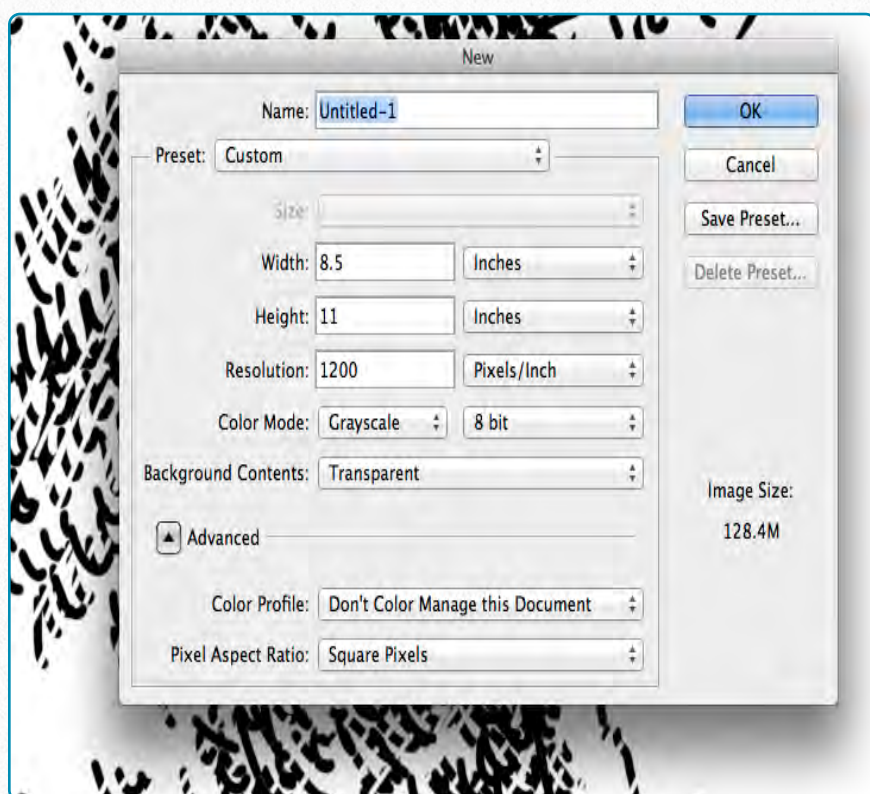 New
Name: Untitled-1
OK
Preset: Custom
Cancel
Size:
Save Preset...
Width: 8.5 Inches
Delete Preset...
Height: 11 Inches
Resolution: 1200 Pixels/Inch
Color Mode: Grayscale 8 bit
Background Contents: Transparent
Image Size:
128.4M
Advanced
Color Profile: Don't Color Manage this Document
Pixel Aspect Ratio: Square Pixels